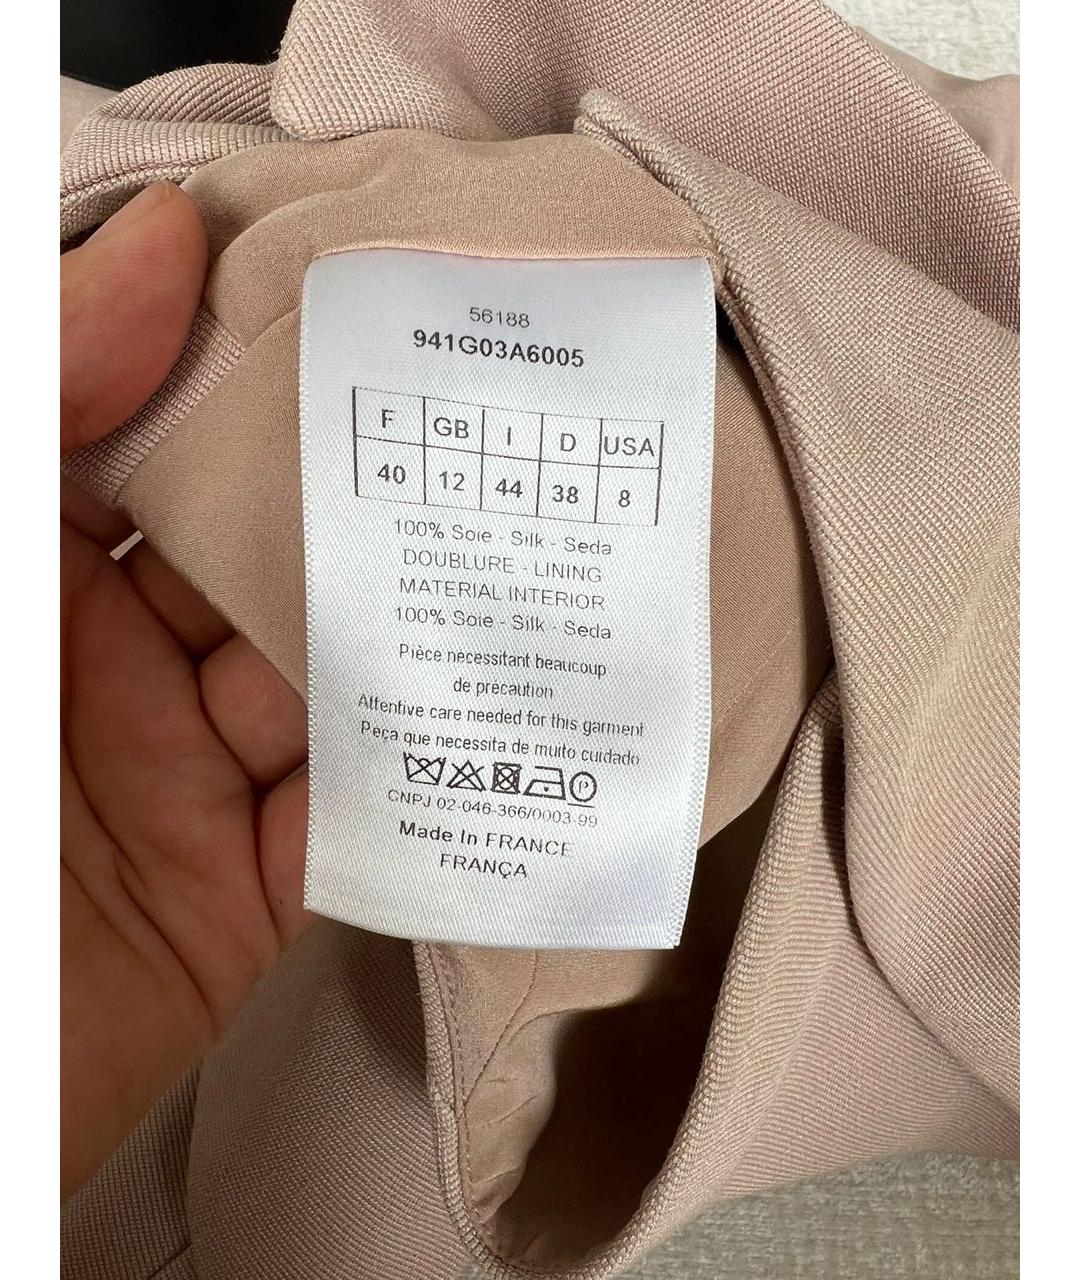 56188
941G03A6005
F GB I D USA
40 12 44 38 8
100% Soie - Silk - Seda
DOUBLURE - LINING
MATERIAL INTERIOR
100% Soie - Silk - Seda
Pièce necessitant beaucoup
de précaution
Attentive care needed for this garment
Peça que necessita de muito cuidado
P
CNPJ 02-046-366/0003-99
Made In FRANCE
FRANÇA